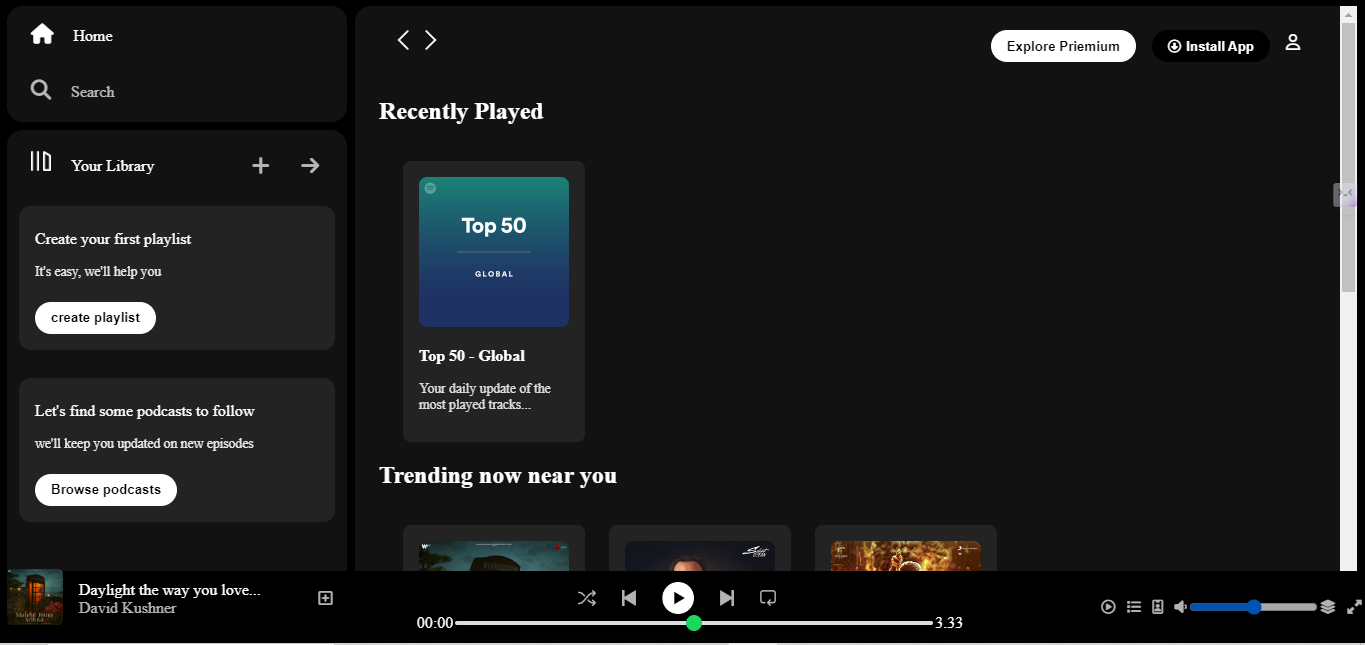 Home
Search
Your Library
Create your first playlist
It's easy, we'll help you
create playlist
Let's find some podcasts to follow
we'll keep you updated on new episodes
Browse podcasts
Explore Priemium
Install App
Recently Played
Top 50
GLOBAL
Top 50 - Global
Your daily update of the
most played tracks...
Trending now near you
Daylight the way you love...
David Kushner
00:00
3.33